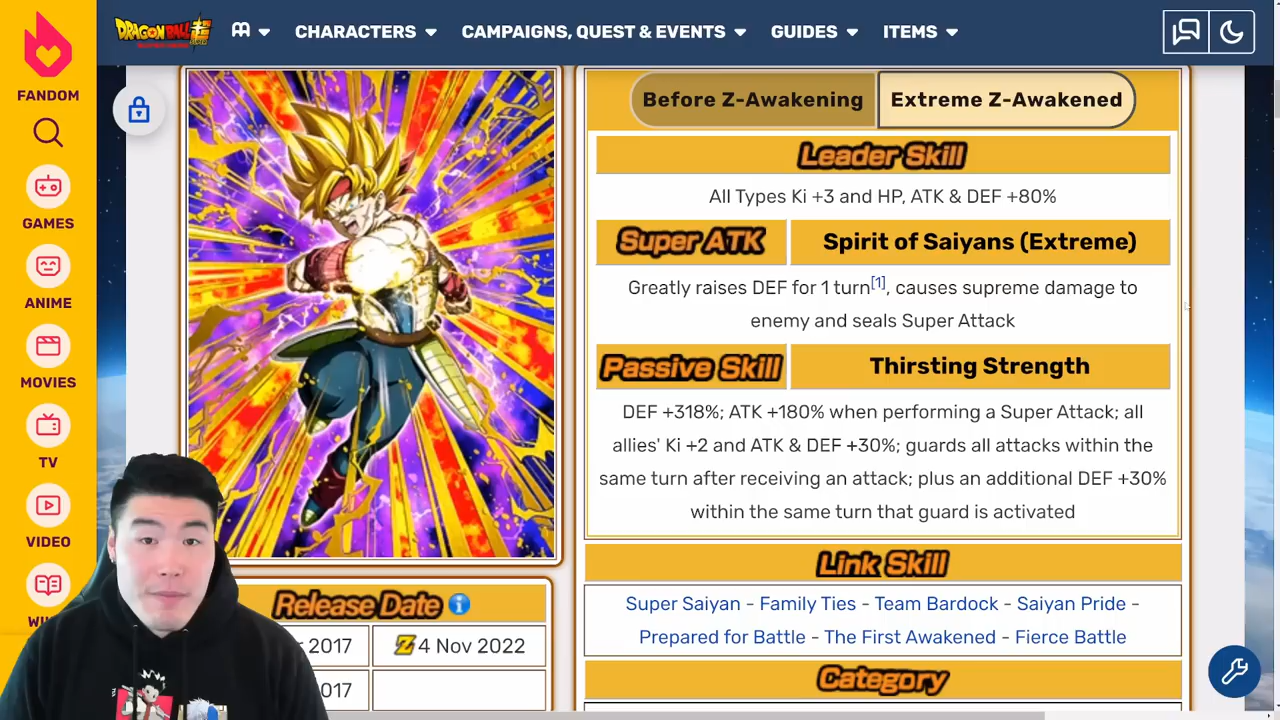 DRAGON BALL
CHARACTERS
CAMPAIGNS, QUEST & EVENTS
GUIDES
ITEMS
FANDOM
GAMES
ANIME
MOVIES
TV
VIDEO
Before Z-Awakening
Extreme Z-Awakened
Leader Skill
All Types Ki +3 and HP, ATK & DEF +80%
Super ATK
Spirit of Saiyans (Extreme)
Greatly raises DEF for 1 turn[1], causes supreme damage to
enemy and seals Super Attack
Passive Skill
Thirsting Strength
DEF +318%; ATK +180% when performing a Super Attack; all
allies' Ki +2 and ATK & DEF +30%; guards all attacks within the
same turn after receiving an attack; plus an additional DEF +30%
within the same turn that guard is activated
Link Skill
Super Saiyan - Family Ties - Team Bardock - Saiyan Pride -
Prepared for Battle - The First Awakened - Fierce Battle
Category
Release Date
2017
Z 4 Nov 2022
2017